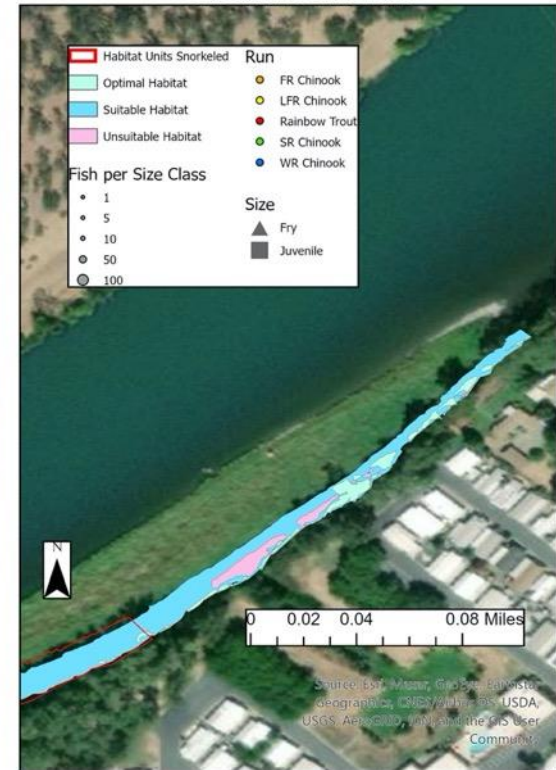 Habitat Units Snorkeled
Optimal Habitat
Suitable Habitat
Unsuitable Habitat
Fish per Size Class
1
5
10
50
100
Run
FR Chinook
LFR Chinook
Rainbow Trout
SR Chinook
WR Chinook
Size
Fry
Juvenile
N
0 0.02 0.04 0.08 Miles
Source: Esri, Maxar, GeoEye, Earthstar
Geographics, CNES/Airbus DS, USDA,
USGS, AeroGRID, IGN, and the GIS User
Community